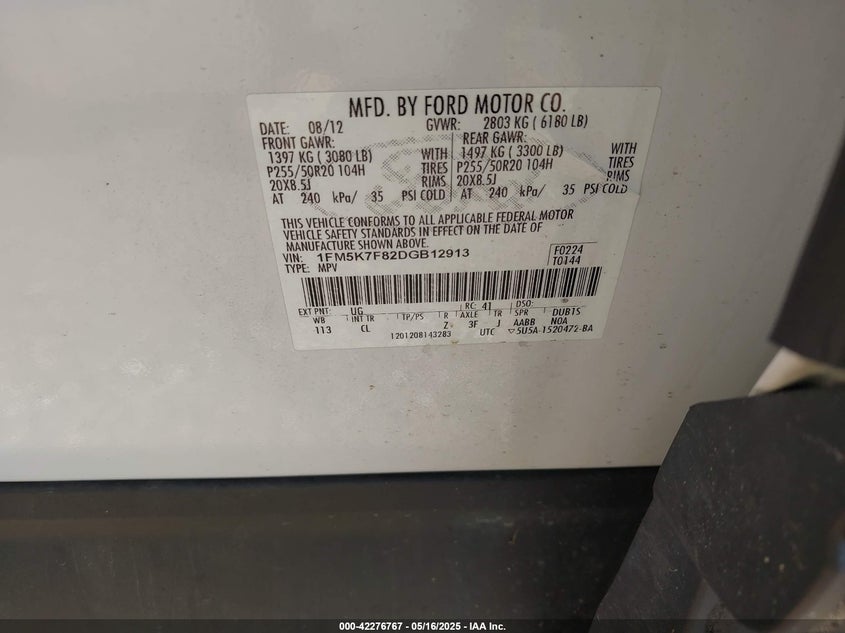 MFD. BY FORD MOTOR CO.
DATE: 08/12 GVWR: 2803 KG ( 6180 LB)
FRONT GAWR: REAR GAWR:
1397 KG ( 3080 LB) WITH 1497 KG ( 3300 LB) WITH
P255/50R20 104H TIRES P255/50R20 104H TIRES
20X8.5J RIMS 20X8.5J RIMS
AT 240 kPa/ 35 PSI COLD AT 240 kPa/ 35 PSI COLD
THIS VEHICLE CONFORMS TO ALL APPLICABLE FEDERAL MOTOR
VEHICLE SAFETY STANDARDS IN EFFECT ON THE DATE OF
MANUFACTURE SHOWN ABOVE.
VIN: 1FM5K7F82DGB12913 F0224
TYPE: MPV T0144
EXT PNT: UG RC: 41 DSO:
WB INT TR TP/PS R AXLE TR SPR DUBTS
113 CL Z 3F J AABB NOA
1201208143283 UTC 5U5A-1520472-BA
000-42276767 - 05/16/2025 - IAA Inc.